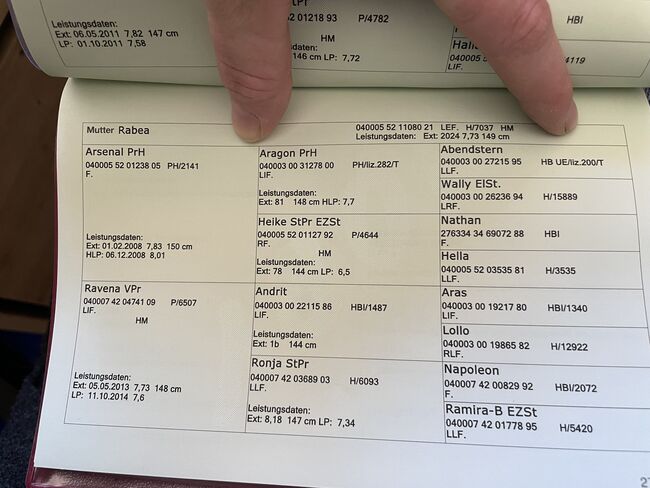 Leistungsdaten:
Ext: 06.05.2011 7,82 147 cm
LP: 01.10.2011 7,58
52 01218 93 P/4782
HM
146 cm LP: 7,72
HBI
040005
LIF.
4119
Mutter Rabea
040005 52 11080 21 LEF. H/7037 HM
Leistungsdaten: Ext: 2024 7,73 149 cm
Arsenal PrH
040005 52 01238 05 PH/2141
F.
Leistungsdaten:
Ext: 01.02.2008 7,83 150 cm
HLP: 06.12.2008 8,01
Aragon PrH
040003 00 31278 00 PH/liz.282/T
LIF.
Leistungsdaten:
Ext: 81 148 cm HLP: 7,7
Abendstern
040003 00 27215 95 HB UE/liz.200/T
LLF.
Wally ElSt.
040003 00 26236 94 H/15889
LRF.
Heike StPr EZSt
040005 52 01127 92 P/4644
RF.
HM
Leistungsdaten:
Ext: 78 144 cm LP: 6,5
Nathan
276334 34 69072 88 HBI
F.
Hella
040005 52 03535 81 H/3535
LLF.
Ravena VPr
040007 42 04741 09 P/6507
LIF.
HM
Leistungsdaten:
Ext: 05.05.2013 7,73 148 cm
LP: 11.10.2014 7,6
Andrit
040003 00 22115 86 HBI/1487
LIF.
Leistungsdaten:
Ext: 1b 144 cm
Aras
040003 00 19217 80 HBI/1340
LIF.
Lollo
040003 00 19865 82 H/12922
RLF.
Ronja StPr
040007 42 03689 03 H/6093
LLF.
Leistungsdaten:
Ext: 8,18 147 cm LP: 7,34
Napoleon
040007 42 00829 92 HBI/2072
F.
Ramira-B EZSt
040007 42 01778 95 H/5420
LLF.